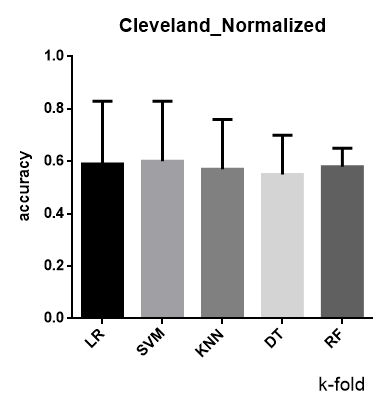 Cleveland_Normalized
accuracy
1.0
0.8
0.6
0.4
0.2
0.0
LR
SVM
KNN
DT
RF
k-fold